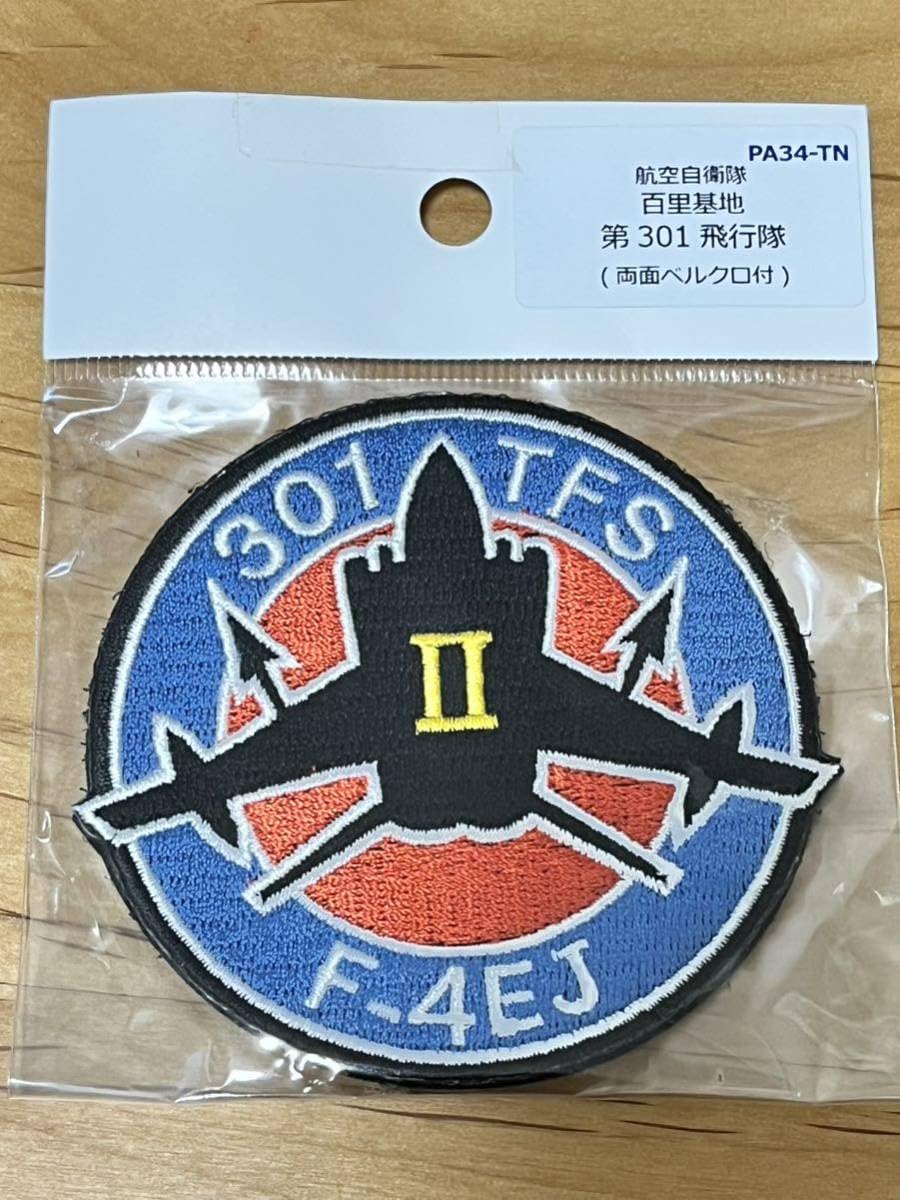 PA34-TN
航空自衛隊
百里基地
第 301 飛行隊
( 両面ベルクロ付 )
301 TFS
II
F-4EJ